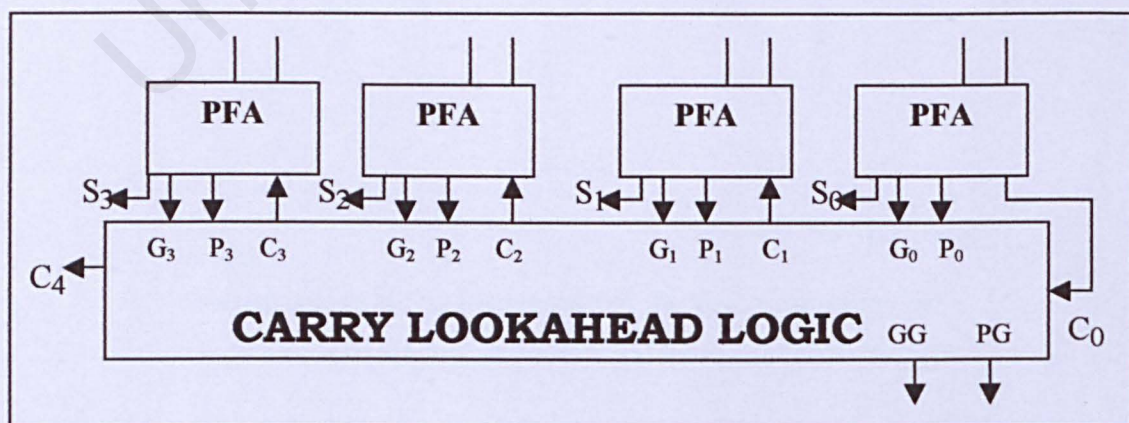 PFA PFA PFA PFA
S3 S2 S1 S0
G3 P3 C3 G2 P2 C2 G1 P1 C1 G0 P0
C4
CARRY LOOKAHEAD LOGIC GG PG C0